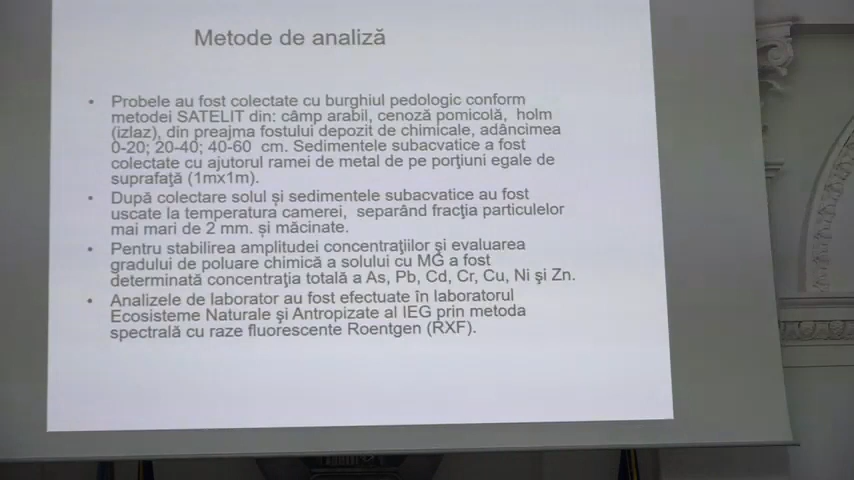 Metode de analiză
• Probele au fost colectate cu burghiul pedologic conform
metodei SATELIT din: câmp arabil, cenoză pomicolă, holm
(izlaz), din preajma fostului depozit de chimicale, adâncimea
0-20; 20-40; 40-60 cm. Sedimentele subacvatice a fost
colectate cu ajutorul ramei de metal de pe porţiuni egale de
suprafaţă (1mx1m).
• După colectare solul și sedimentele subacvatice au fost
uscate la temperatura camerei, separând fracţia particulelor
mai mari de 2 mm. și măcinate.
• Pentru stabilirea amplitudei concentraţiilor şi evaluarea
gradului de poluare chimică a solului cu MG a fost
determinată concentraţia totală a As, Pb, Cd, Cr, Cu, Ni şi Zn.
• Analizele de laborator au fost efectuate în laboratorul
Ecosisteme Naturale şi Antropizate al IEG prin metoda
spectrală cu raze fluorescente Roentgen (RXF).